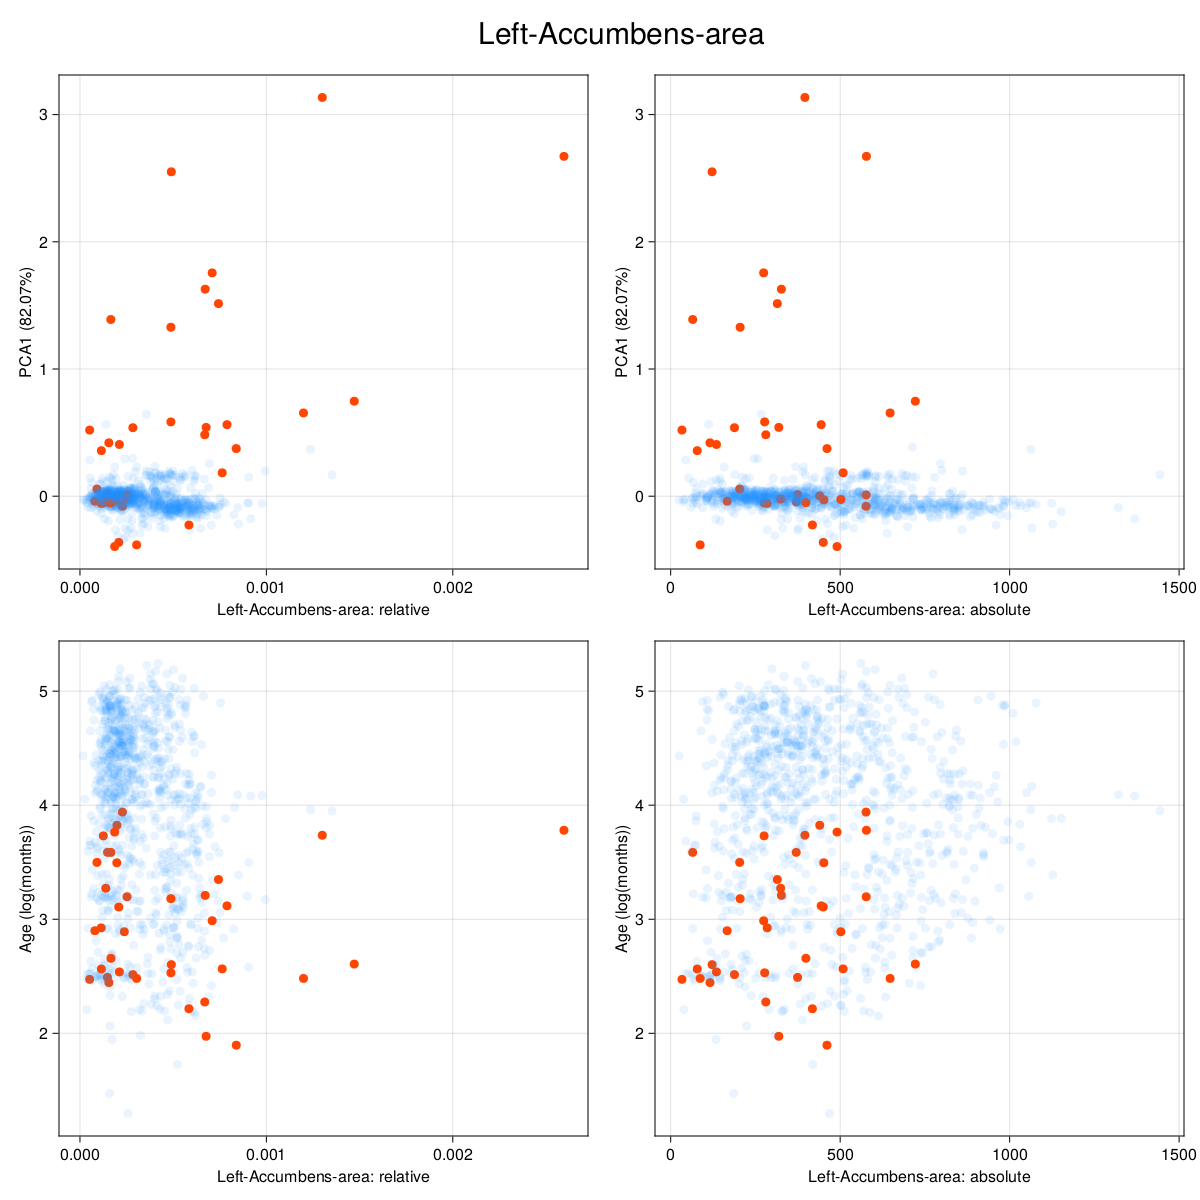 Left-Accumbens-area
3
2
1
0
PCA1 (82.07%)
0.000 0.001 0.002
Left-Accumbens-area: relative
3
2
1
0
PCA1 (82.07%)
0 500 1000 1500
Left-Accumbens-area: absolute
5
4
3
2
Age (log(months))
0.000 0.001 0.002
Left-Accumbens-area: relative
5
4
3
2
Age (log(months))
0 500 1000 1500
Left-Accumbens-area: absolute